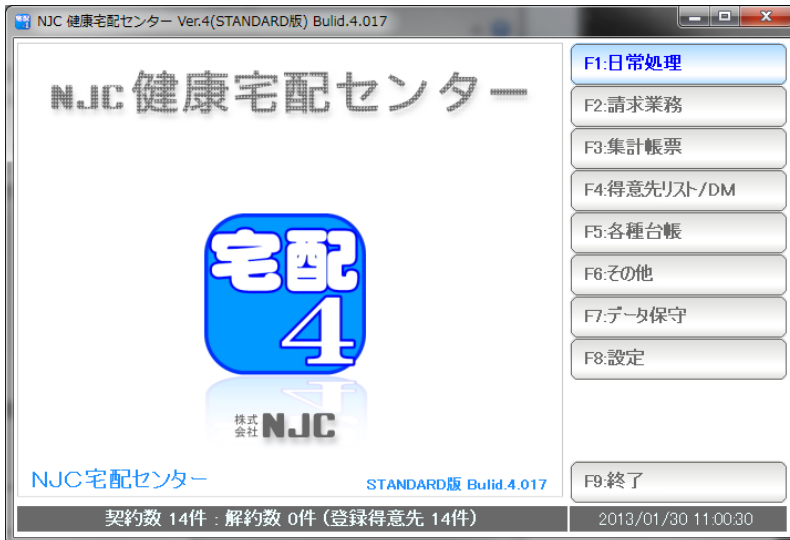 NJC 健康宅配センター Ver.4(STANDARD版) Bulid.4.017
NJC健康宅配センター
宅配
4
株式会社NJC
NJC宅配センター
STANDARD版 Bulid.4.017
F1:日常処理
F2:請求業務
F3:集計帳票
F4:得意先リスト/DM
F5:各種台帳
F6:その他
F7:データ保守
F8:設定
F9:終了
契約数 14件 : 解約数 0件 (登録得意先 14件)
2013/01/30 11:00:30